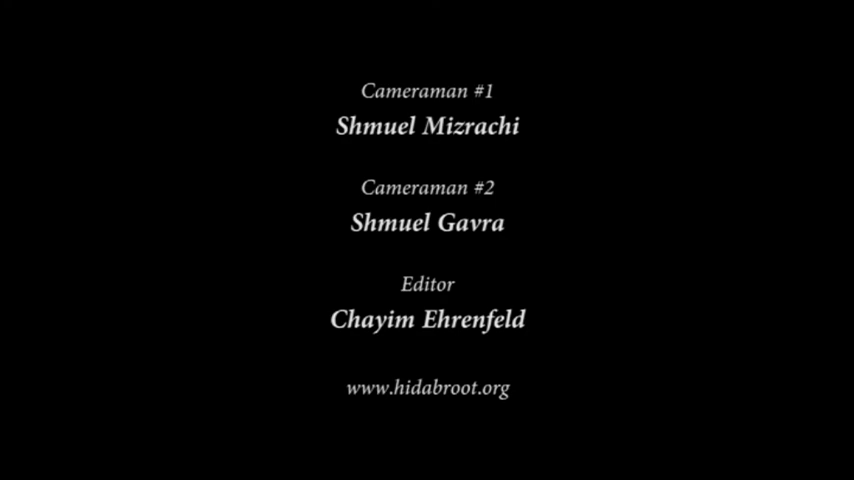 Cameraman #1
Shmuel Mizrachi
Cameraman #2
Shmuel Gavra
Editor
Chayim Ehrenfeld
www.hidabroot.org